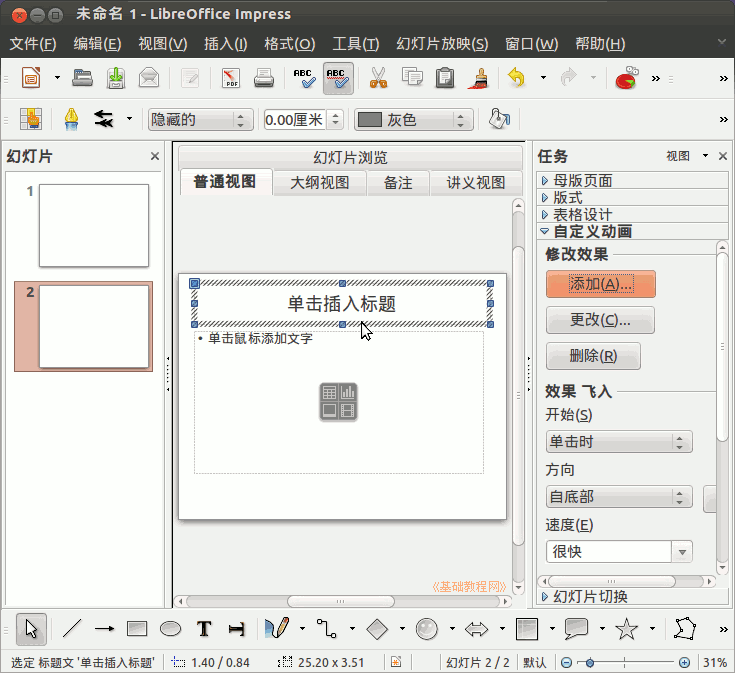 未命名 1 - LibreOffice Impress
文件(F) 编辑(E) 视图(V) 插入(I) 格式(O) 工具(T) 幻灯片放映(S) 窗口(W) 帮助(H)
PDF ABC ABC »
隐藏的 0.00厘米 灰色 »
幻灯片
1
2
幻灯片浏览
普通视图 大纲视图 备注 讲义视图
单击插入标题
• 单击鼠标添加文字
《基础教程网》
任务 视图
母版页面
版式
表格设计
自定义动画
修改效果
添加(A)...
更改(C)...
删除(R)
效果 飞入
开始(S)
单击时
方向
自底部
速度(E)
很快
幻灯片切换
T »
选定 标题文 '单击插入标题' 1.40 / 0.84 25.20 x 3.51 幻灯片 2 / 2 默认 31%